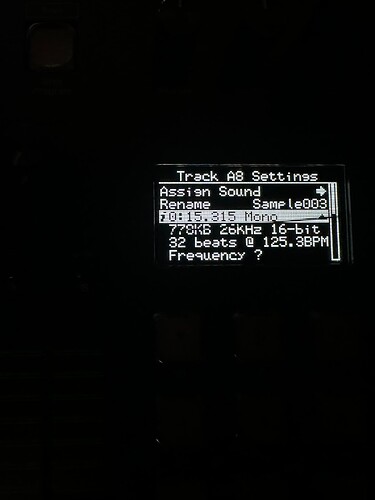 Track A8 Settings
Assign Sound
Rename Sample003
0:15.315 Mono
778KB 26kHz 16-bit
32 beats @ 125.3BPM
Frequency ?